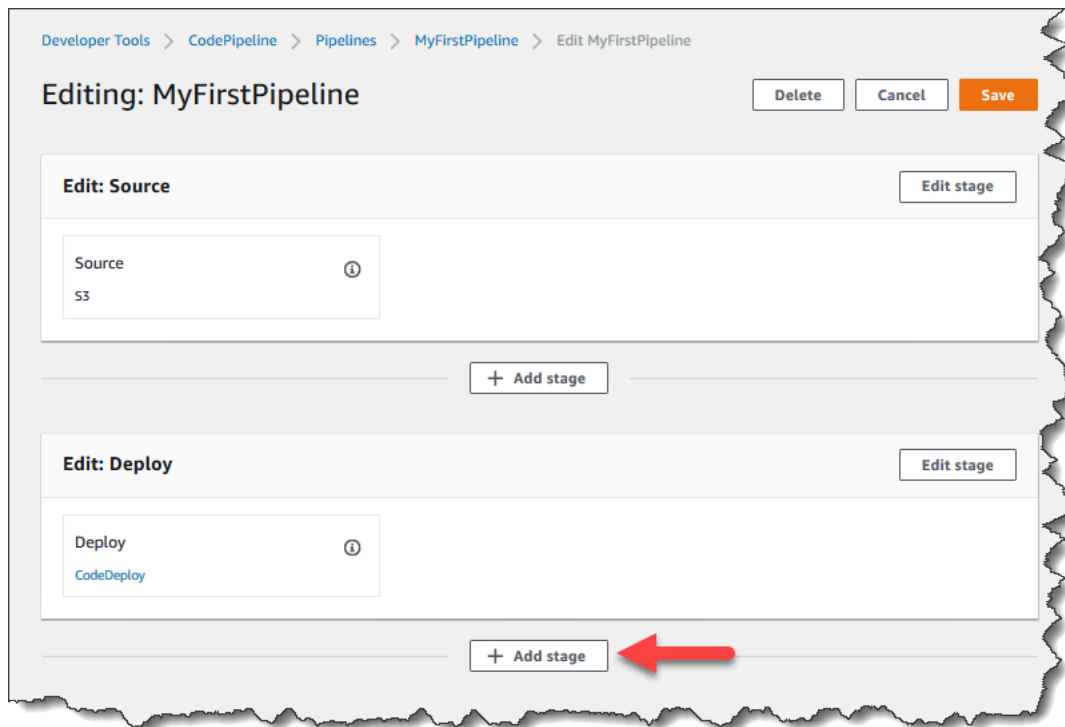 Developer Tools > CodePipeline > Pipelines > MyFirstPipeline > Edit MyFirstPipeline
Editing: MyFirstPipeline
Delete
Cancel
Save
Edit: Source
Edit stage
Source
S3
+ Add stage
Edit: Deploy
Edit stage
Deploy
CodeDeploy
+ Add stage